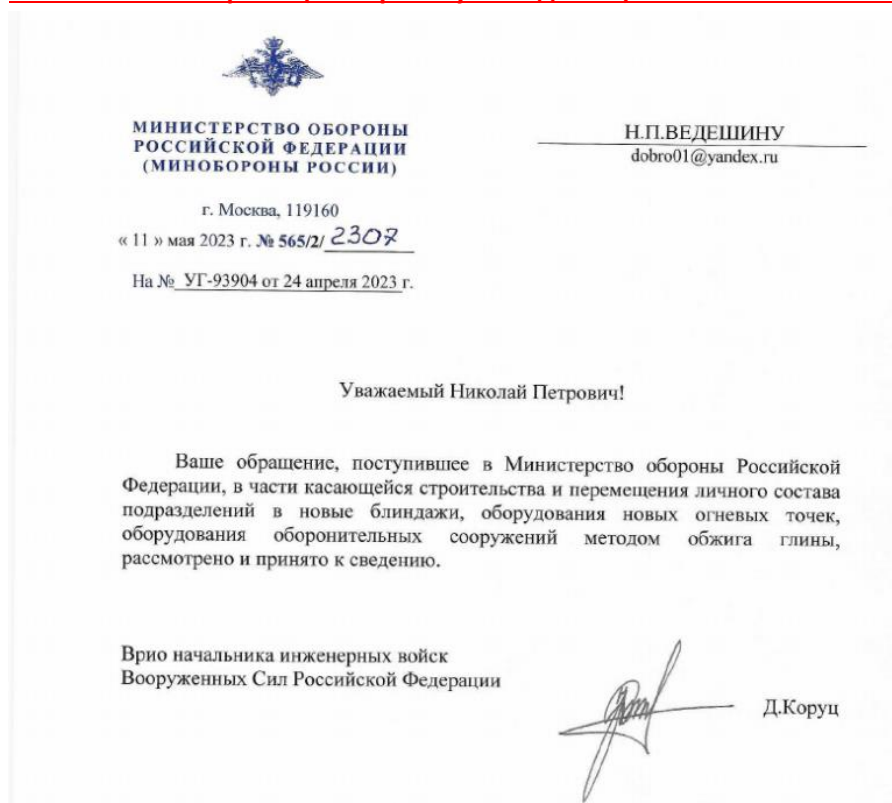 МИНИСТЕРСТВО ОБОРОНЫ
РОССИЙСКОЙ ФЕДЕРАЦИИ
(МИНОБОРОНЫ РОССИИ)
г. Москва, 119160
« 11 » мая 2023 г. № 565/2/ 2307
На № УГ-93904 от 24 апреля 2023 г.
Н.П.ВЕДЕШИНУ
dobro01@yandex.ru
Уважаемый Николай Петрович!
Ваше обращение, поступившее в Министерство обороны Российской
Федерации, в части касающейся строительства и перемещения личного состава
подразделений в новые блиндажи, оборудования новых огневых точек,
оборудования оборонительных сооружений методом обжига глины,
рассмотрено и принято к сведению.
Врио начальника инженерных войск
Вооруженных Сил Российской Федерации
Д.Коруц